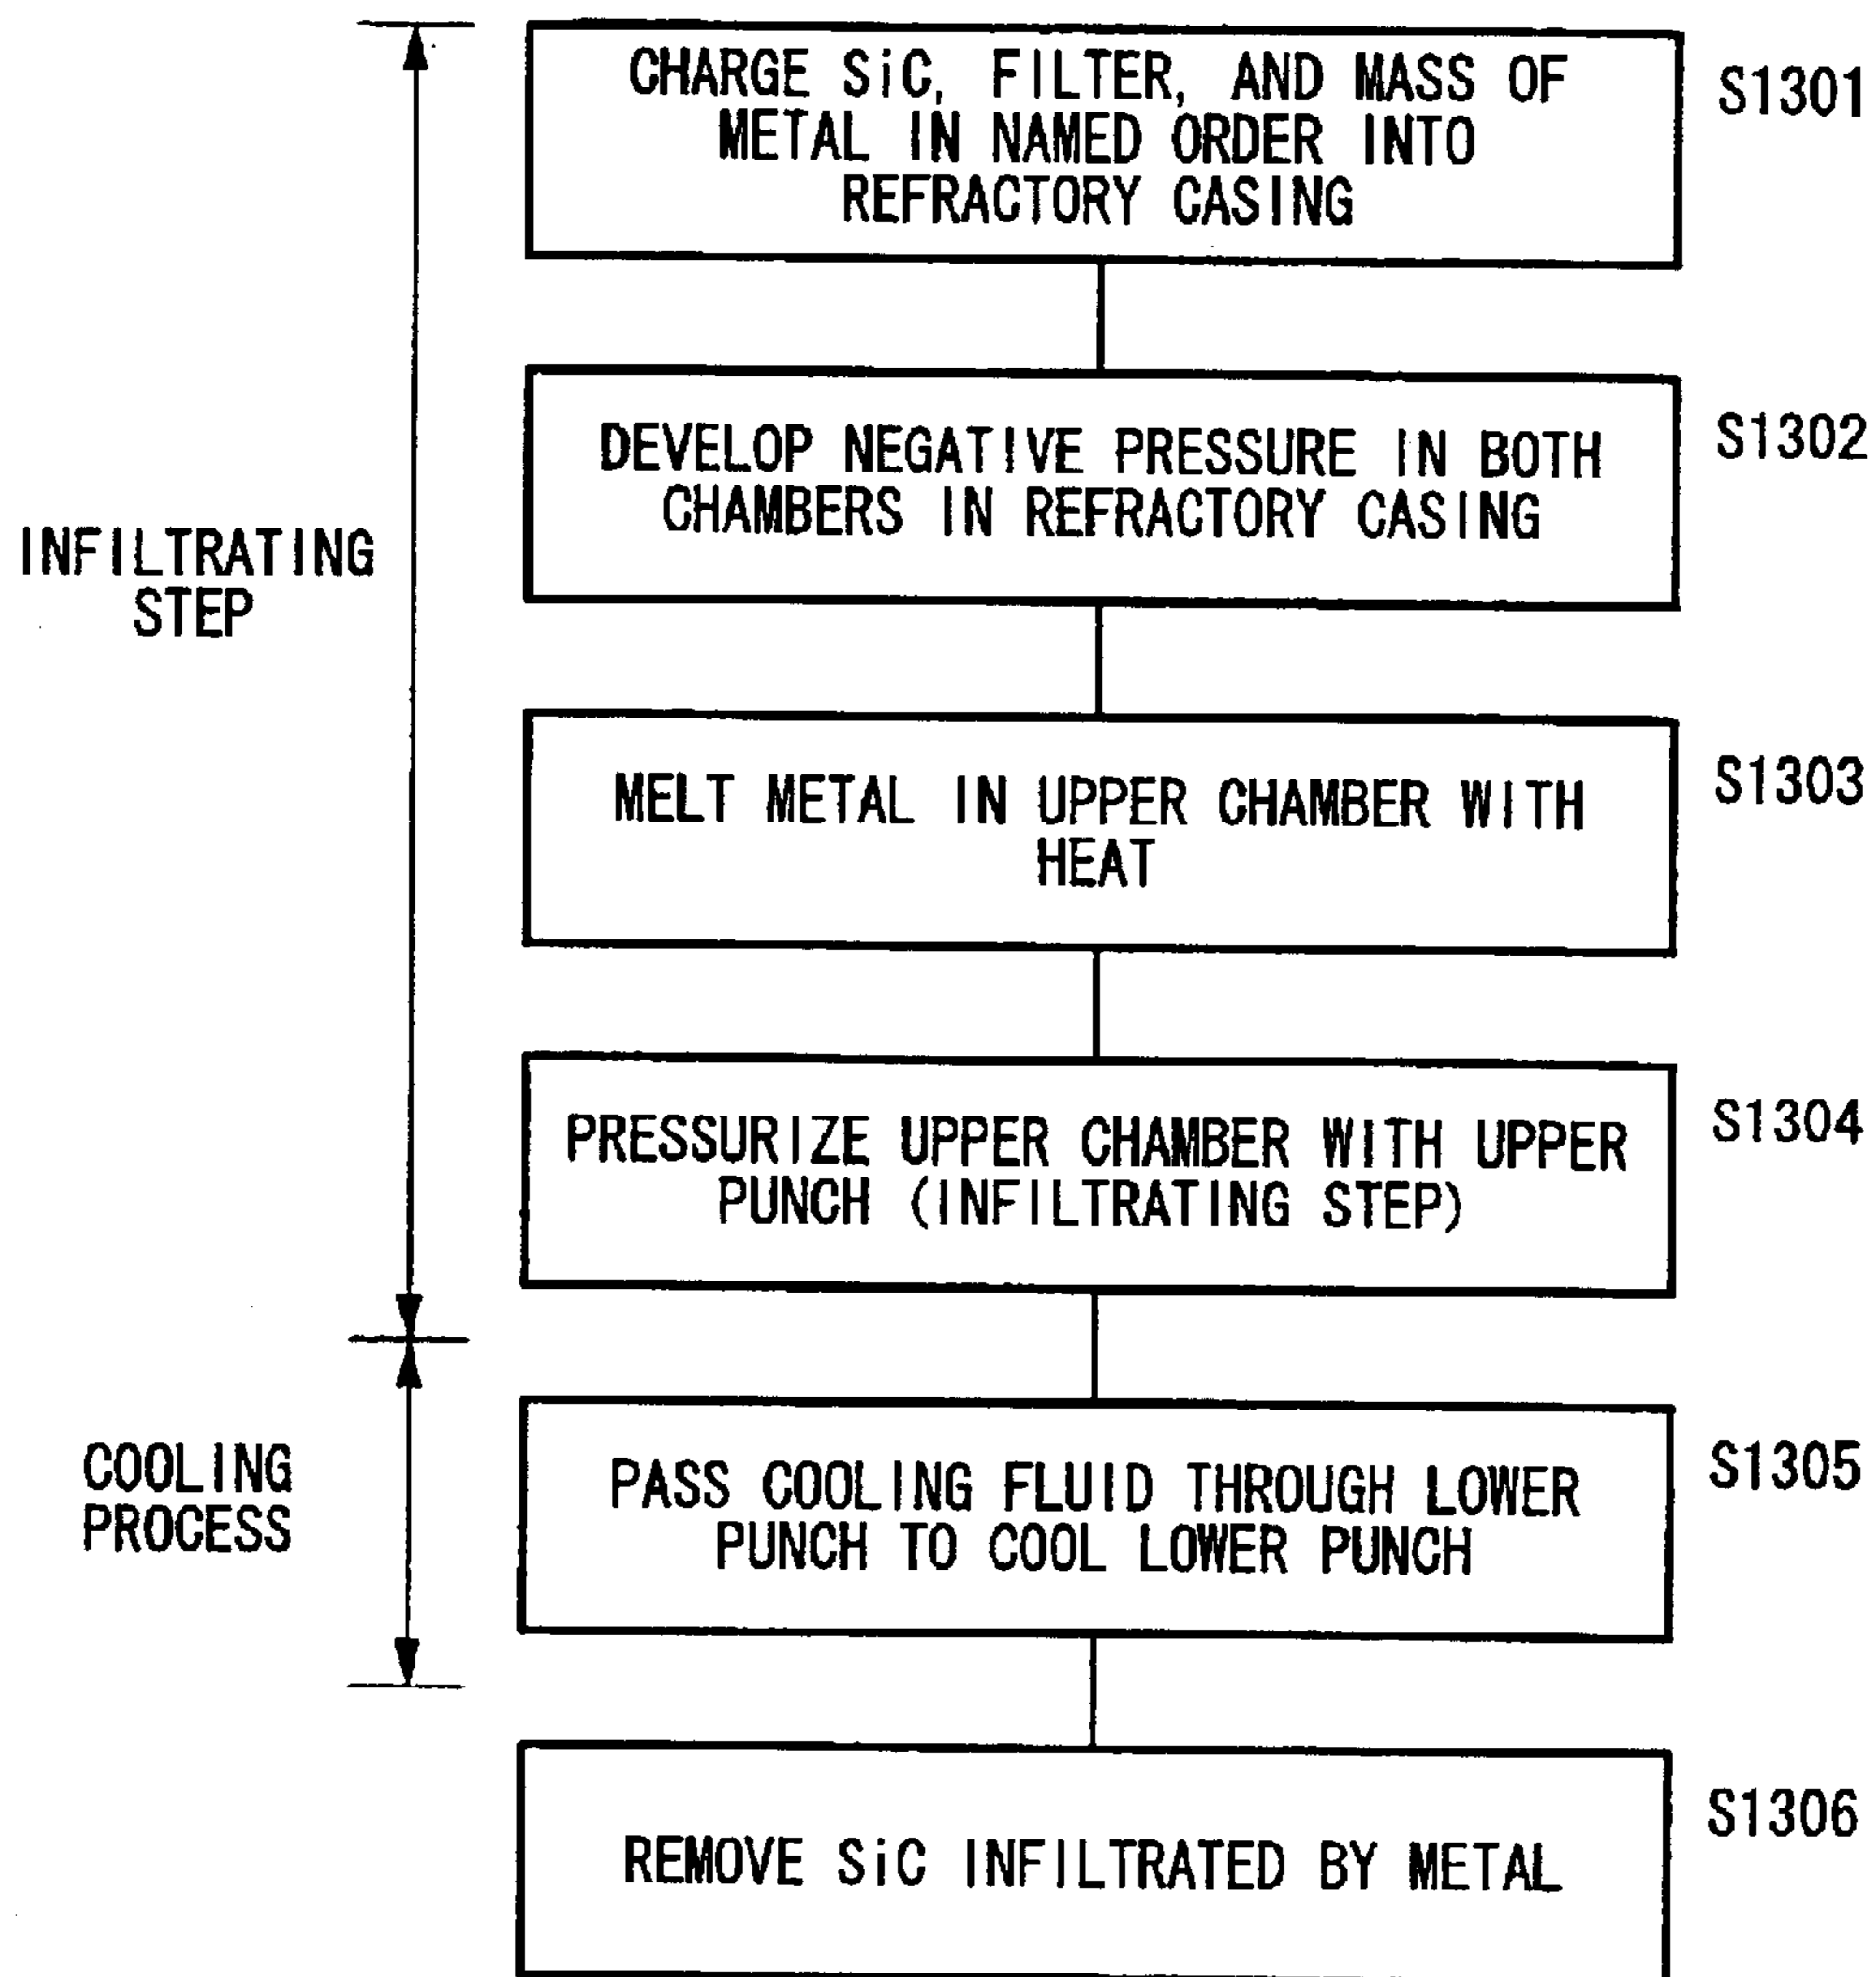 CHARGE SiC, FILTER, AND MASS OF
METAL IN NAMED ORDER INTO
REFRACTORY CASING
S1301
DEVELOP NEGATIVE PRESSURE IN BOTH
CHAMBERS IN REFRACTORY CASING
S1302
INFILTRATING
STEP
MELT METAL IN UPPER CHAMBER WITH
HEAT
S1303
PRESSURIZE UPPER CHAMBER WITH UPPER
PUNCH (INFILTRATING STEP)
S1304
COOLING
PROCESS
PASS COOLING FLUID THROUGH LOWER
PUNCH TO COOL LOWER PUNCH
S1305
REMOVE SiC INFILTRATED BY METAL
S1306